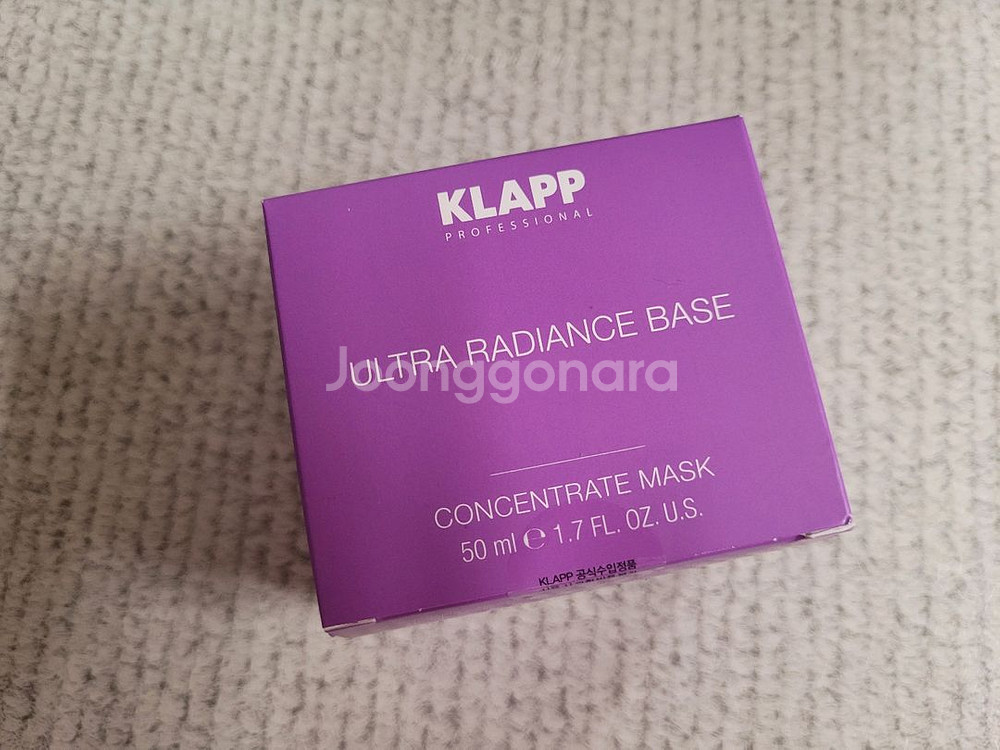 KLAPP
PROFESSIONAL
ULTRA RADIANCE BASE
Joonggonara
CONCENTRATE MASK
50 ml ℮ 1.7 FL. OZ. U.S.
KLAPP 공식수입정품